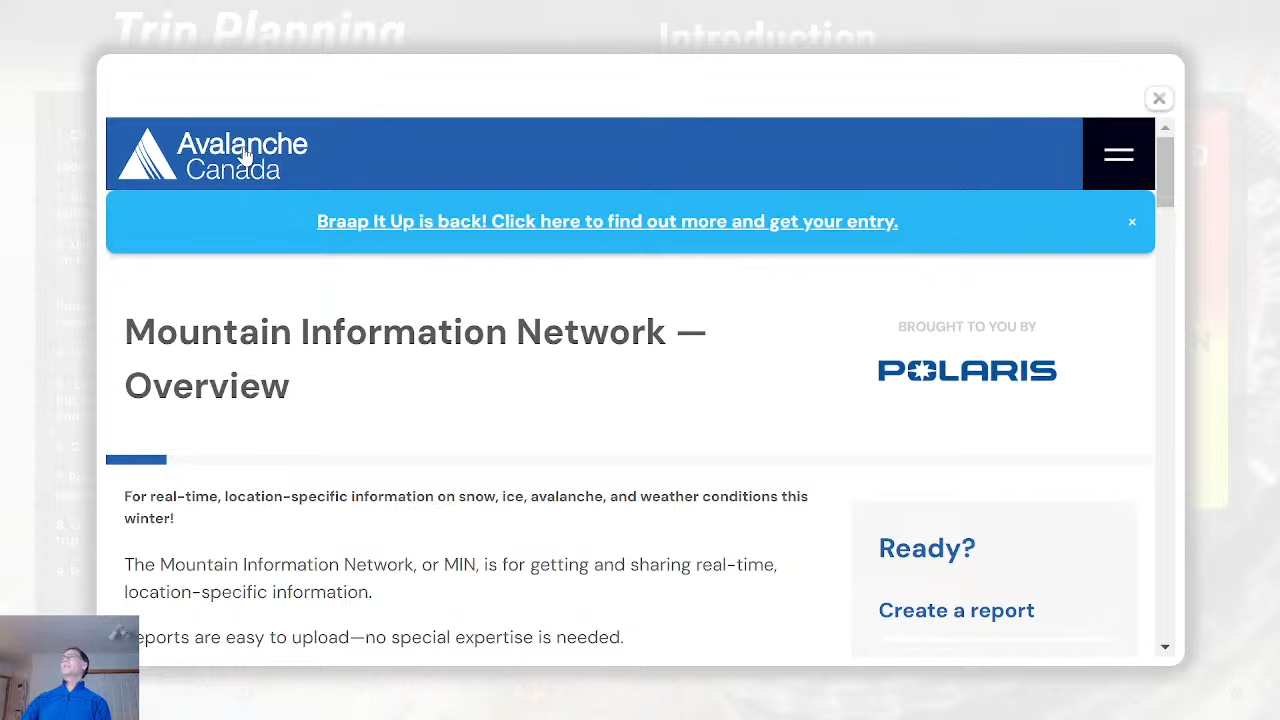 Trip Planning
Introduction
Avalanche
Canada
Braap It Up is back! Click here to find out more and get your entry.
×
Mountain Information Network —
Overview
BROUGHT TO YOU BY
POLARIS
For real-time, location-specific information on snow, ice, avalanche, and weather conditions this
winter!
The Mountain Information Network, or MIN, is for getting and sharing real-time,
location-specific information.
eports are easy to upload—no special expertise is needed.
Ready?
Create a report